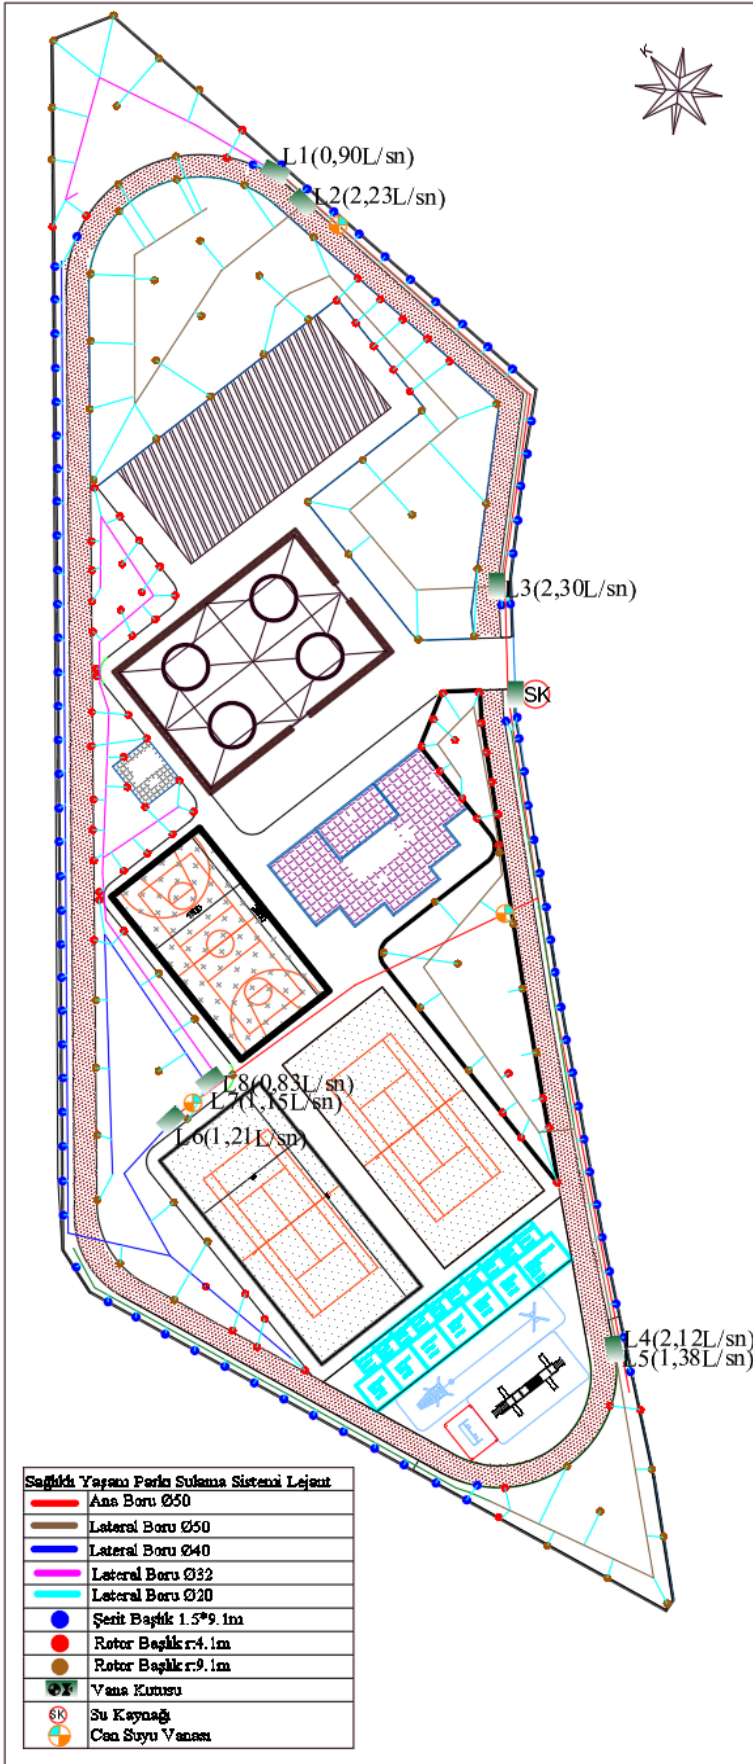 K
L1(0,90L/sn)
L2(2,23L/sn)
L3(2,30L/sn)
SK
L8(0,83L/sn)
L7(1,15L/sn)
L6(1,21L/sn)
L4(2,12L/sn)
L5(1,38L/sn)
Sağlıklı Yaşam Parkı Sulama Sistemi Lejant
Ana Boru Ø50
Lateral Boru Ø50
Lateral Boru Ø40
Lateral Boru Ø32
Lateral Boru Ø20
Şerit Başlık 1.5*9.1m
Rotor Başlık r:4.1m
Rotor Başlık r:9.1m
Vana Kutusu
SK Su Kaynağı
Can Suyu Vanası